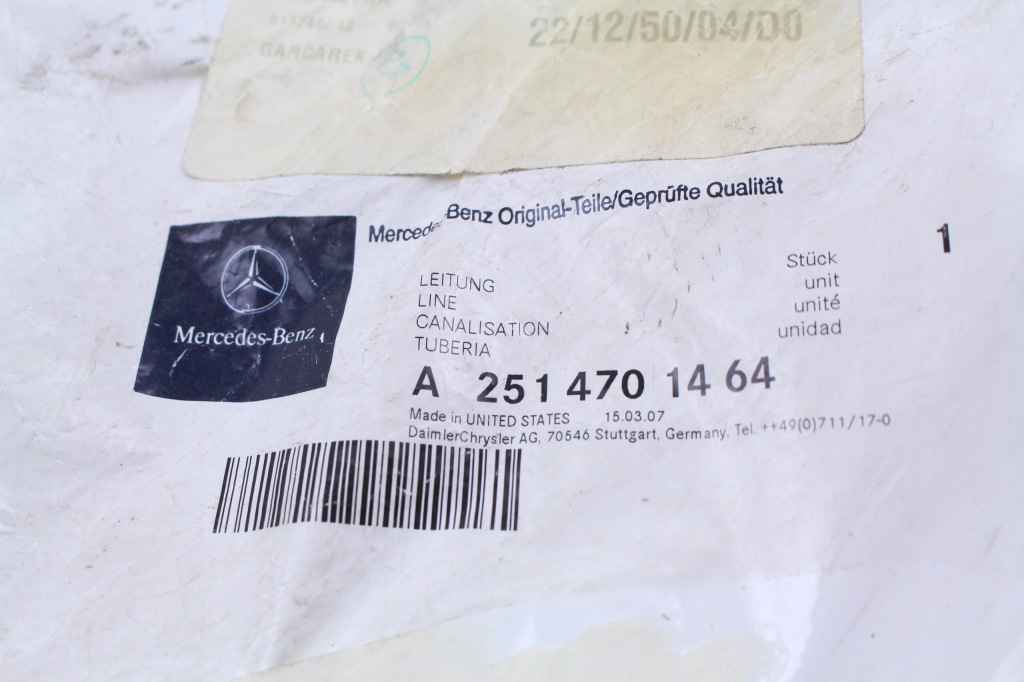 22/12/50/04/D0
GARCAREK J
Mercedes-Benz Original-Teile/Geprüfte Qualität
1
Mercedes-Benz
LEITUNG
LINE
CANALISATION
TUBERIA
Stück
unit
unité
unidad
A 251 470 14 64
Made in UNITED STATES 15.03.07
DaimlerChrysler AG, 70546 Stuttgart, Germany, Tel. ++49(0)711/17-0